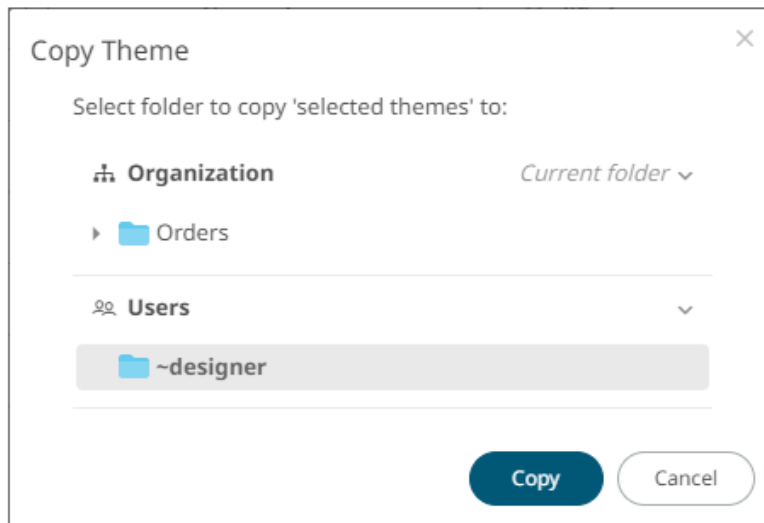 Copy Theme
Select folder to copy 'selected themes' to:
Organization Current folder
Orders
Users
~designer
Copy Cancel